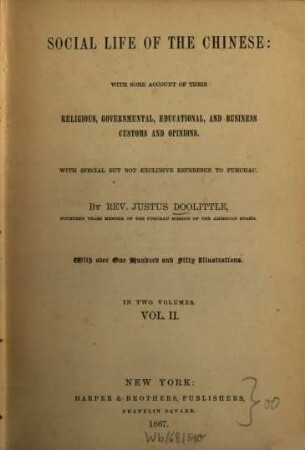 SOCIAL LIFE OF THE CHINESE:
WITH SOME ACCOUNT OF THEIR
RELIGIOUS, GOVERNMENTAL, EDUCATIONAL, AND BUSINESS
CUSTOMS AND OPINIONS.
WITH SPECIAL BUT NOT EXCLUSIVE REFERENCE TO FUHCHAU.
BY REV. JUSTUS DOOLITTLE,
FOURTEEN YEARS MEMBER OF THE FUHCHAU MISSION OF THE AMERICAN BOARD.
With over One Hundred and Fifty Illustrations.
IN TWO VOLUMES.
VOL. II.
NEW YORK:
HARPER & BROTHERS, PUBLISHERS,
FRANKLIN SQUARE.
1867.